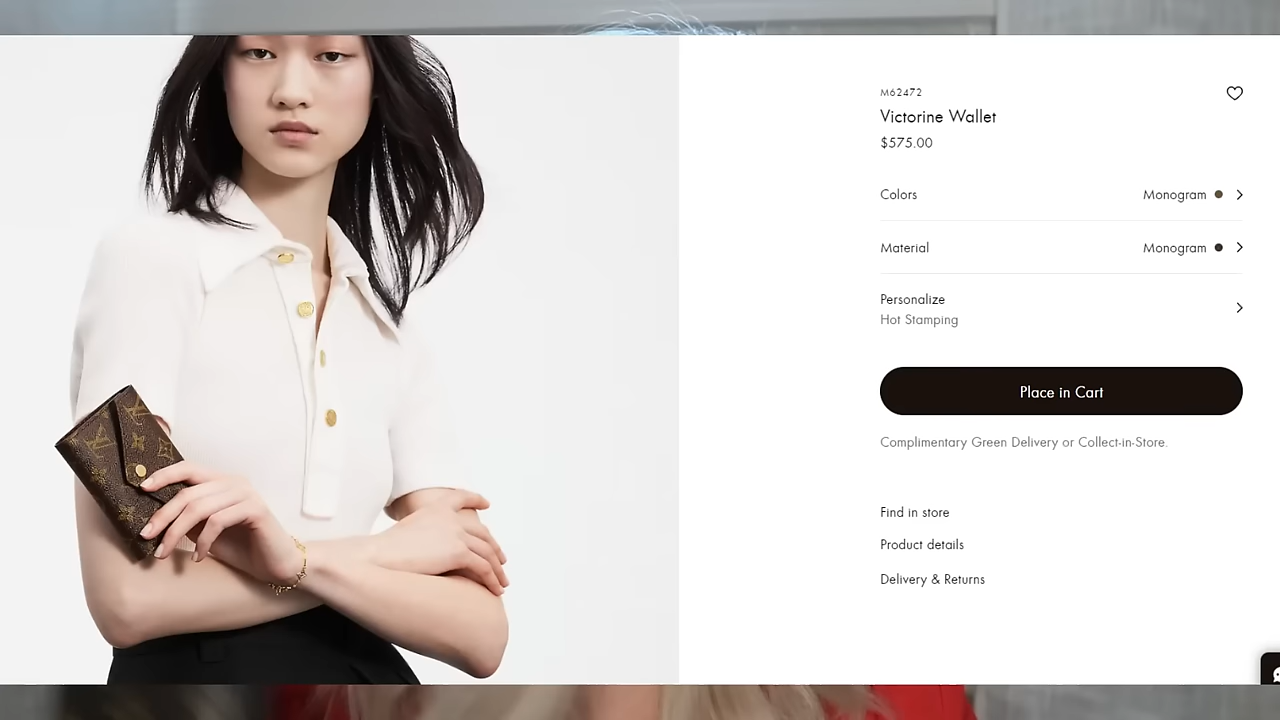 M62472
Victorine Wallet
$575.00
Colors
Monogram
Material
Monogram
Personalize
Hot Stamping
Place in Cart
Complimentary Green Delivery or Collect-in-Store.
Find in store
Product details
Delivery & Returns